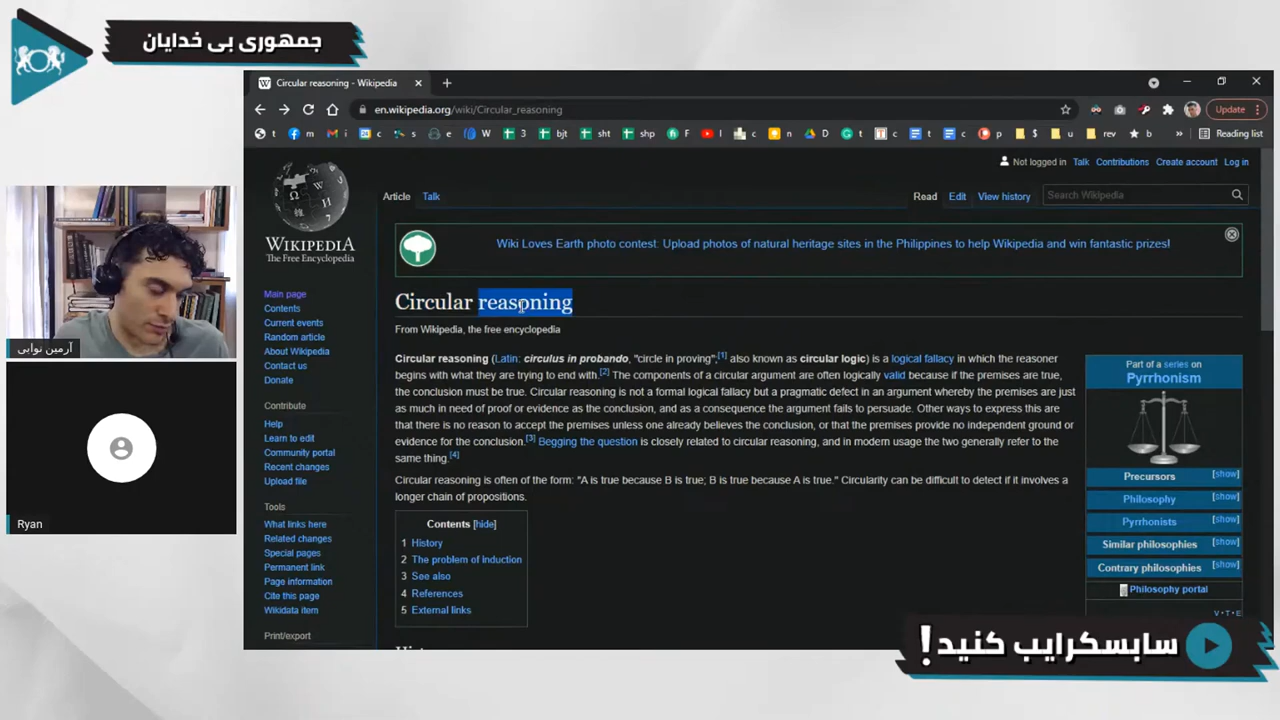 جمهوری بی خدایان
Circular reasoning - Wikipedia
en.wikipedia.org/wiki/Circular_reasoning
Update
t m i c s e W 3 bjt sht shp F I c n D t c t c p $ u rev b » Reading list
Not logged in Talk Contributions Create account Log in
Article Talk Read Edit View history Search Wikipedia
WIKIPEDIA
The Free Encyclopedia
Wiki Loves Earth photo contest: Upload photos of natural heritage sites in the Philippines to help Wikipedia and win fantastic prizes!
Main page
Contents
Current events
Random article
About Wikipedia
Contact us
Donate
Contribute
Help
Learn to edit
Community portal
Recent changes
Upload file
Tools
What links here
Related changes
Special pages
Permanent link
Page information
Cite this page
Wikidata item
Print/export
Circular reasoning
From Wikipedia, the free encyclopedia
Circular reasoning (Latin: circulus in probando, "circle in proving";[1] also known as circular logic) is a logical fallacy in which the reasoner
begins with what they are trying to end with.[2] The components of a circular argument are often logically valid because if the premises are true,
the conclusion must be true. Circular reasoning is not a formal logical fallacy but a pragmatic defect in an argument whereby the premises are just
as much in need of proof or evidence as the conclusion, and as a consequence the argument fails to persuade. Other ways to express this are
that there is no reason to accept the premises unless one already believes the conclusion, or that the premises provide no independent ground or
evidence for the conclusion.[3] Begging the question is closely related to circular reasoning, and in modern usage the two generally refer to the
same thing.[4]
Circular reasoning is often of the form: "A is true because B is true; B is true because A is true." Circularity can be difficult to detect if it involves a
longer chain of propositions.
Contents [hide]
1 History
2 The problem of induction
3 See also
4 References
5 External links
Part of a series on
Pyrrhonism
Precursors [show]
Philosophy [show]
Pyrrhonists [show]
Similar philosophies [show]
Contrary philosophies [show]
Philosophy portal
V·T·E
آرمین نوابی
Ryan
سابسکرایب کنید!